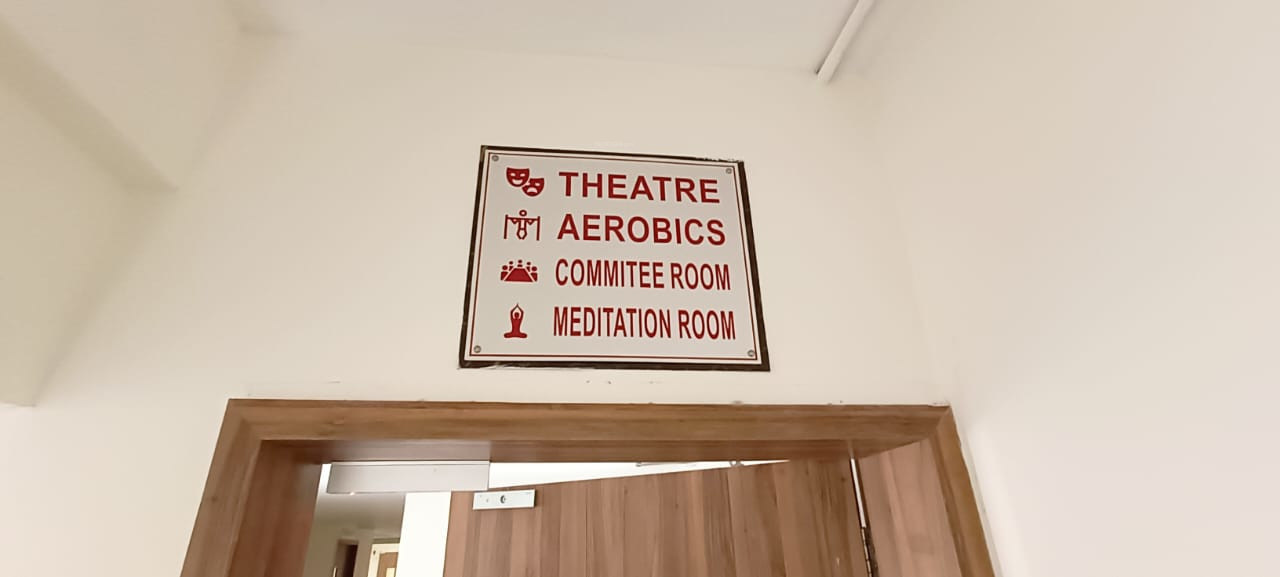 THEATRE
AEROBICS
COMMITEE ROOM
MEDITATION ROOM